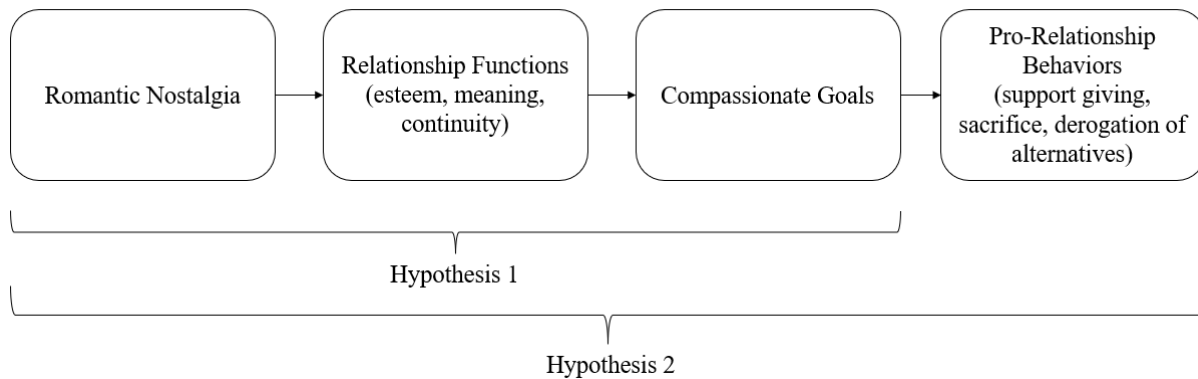 Romantic Nostalgia
Relationship Functions
(esteem, meaning,
continuity)
Compassionate Goals
Pro-Relationship
Behaviors
(support giving,
sacrifice, derogation of
alternatives)
Hypothesis 1
Hypothesis 2